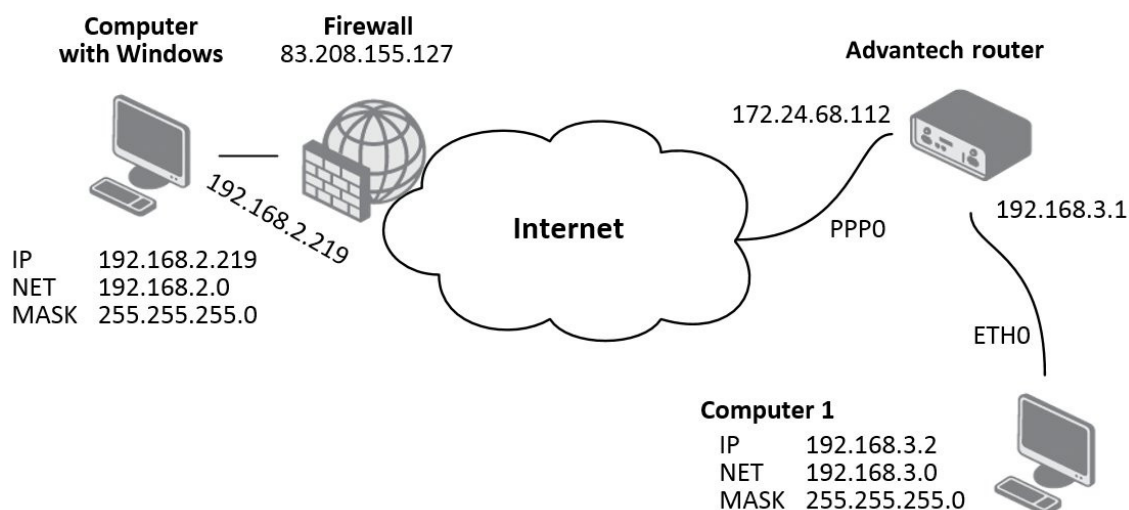 Computer
with Windows
Firewall
83.208.155.127
Advantech router
172.24.68.112
192.168.2.219
Internet
PPP0
192.168.3.1
IP 192.168.2.219
NET 192.168.2.0
MASK 255.255.255.0
ETH0
Computer 1
IP 192.168.3.2
NET 192.168.3.0
MASK 255.255.255.0